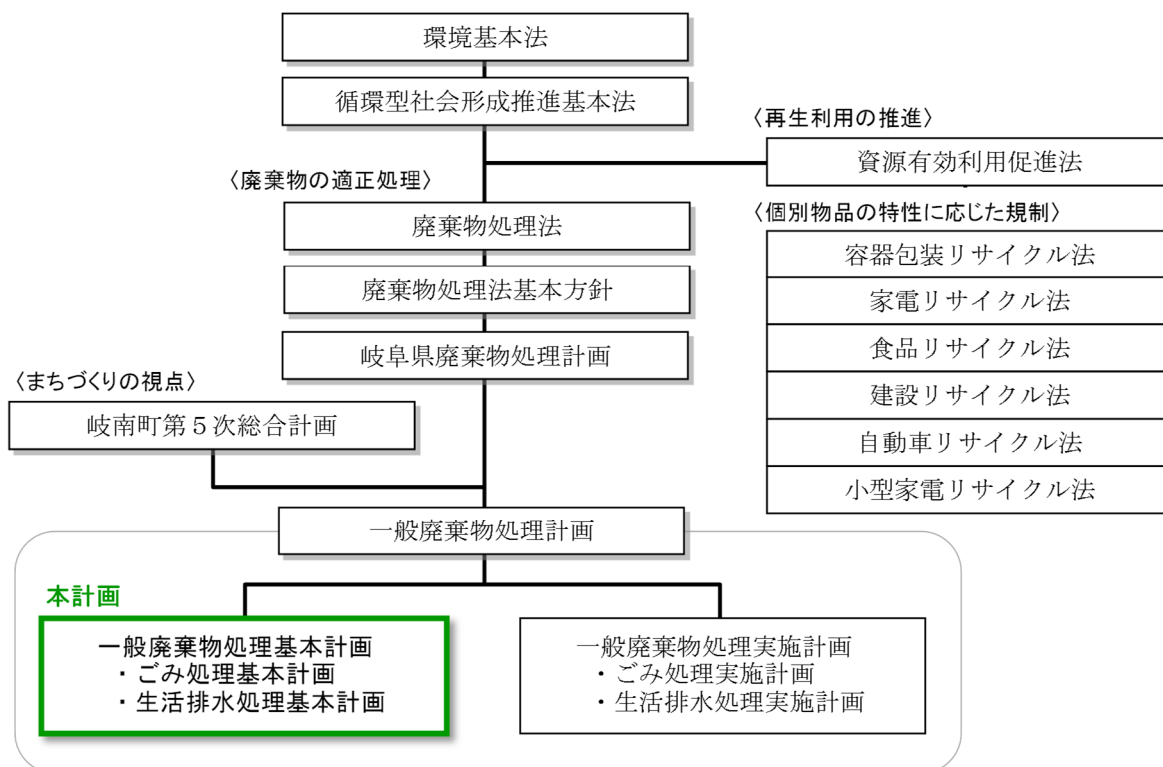 環境基本法
循環型社会形成推進基本法
〈再生利用の推進〉
資源有効利用促進法
〈廃棄物の適正処理〉
〈個別物品の特性に応じた規制〉
廃棄物処理法
容器包装リサイクル法
廃棄物処理法基本方針
家電リサイクル法
岐阜県廃棄物処理計画
食品リサイクル法
〈まちづくりの視点〉
建設リサイクル法
岐南町第５次総合計画
自動車リサイクル法
小型家電リサイクル法
一般廃棄物処理計画
本計画
一般廃棄物処理基本計画
・ごみ処理基本計画
・生活排水処理基本計画
一般廃棄物処理実施計画
・ごみ処理実施計画
・生活排水処理実施計画